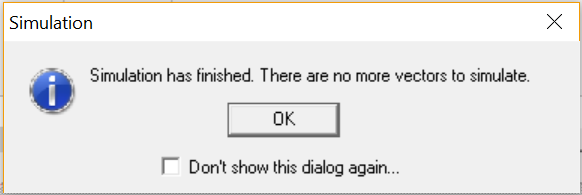 Simulation
Simulation has finished. There are no more vectors to simulate.
OK
Don't show this dialog again...